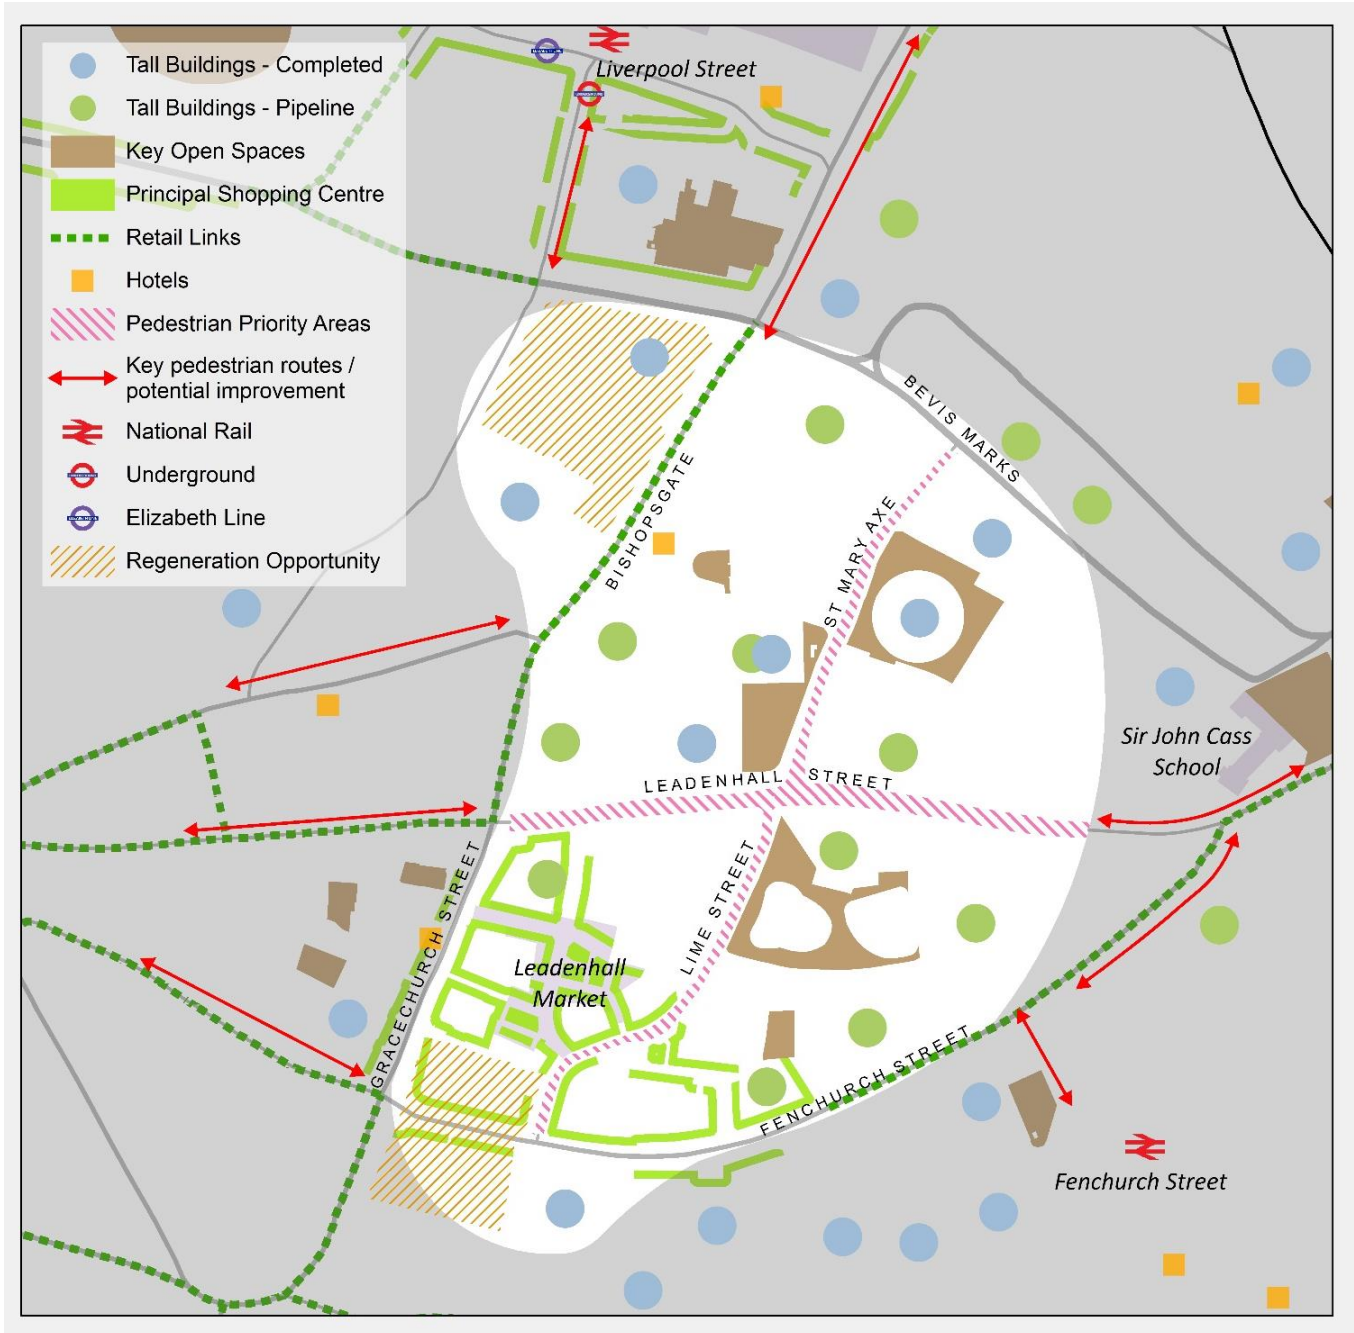 Tall Buildings - Completed
Tall Buildings - Pipeline
Key Open Spaces
Principal Shopping Centre
Retail Links
Hotels
Pedestrian Priority Areas
Key pedestrian routes /
potential improvement
National Rail
Underground
Elizabeth Line
Regeneration Opportunity
Liverpool Street
BEVIS MARKS
BISHOPSGATE
ST MARY AXE
Sir John Cass
School
LEADENHALL STREET
GRACECHURCH STREET
LIME STREET
Leadenhall
Market
FENCHURCH STREET
Fenchurch Street